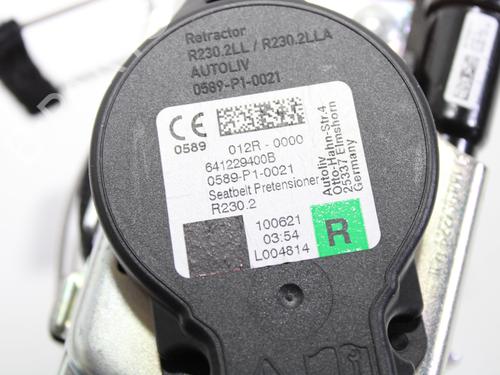 Retractor
R230.2LL / R230.2LLA
AUTOLIV
0589-P1-0021
CE
0589
012R - 0000
641229400B
0589-P1-0021
Seatbelt Pretensioner
R230.2
Autoliv
Otto-Hahn-Str.4
25337 Elmshorn
Germany
100621
03:54
L004814
R